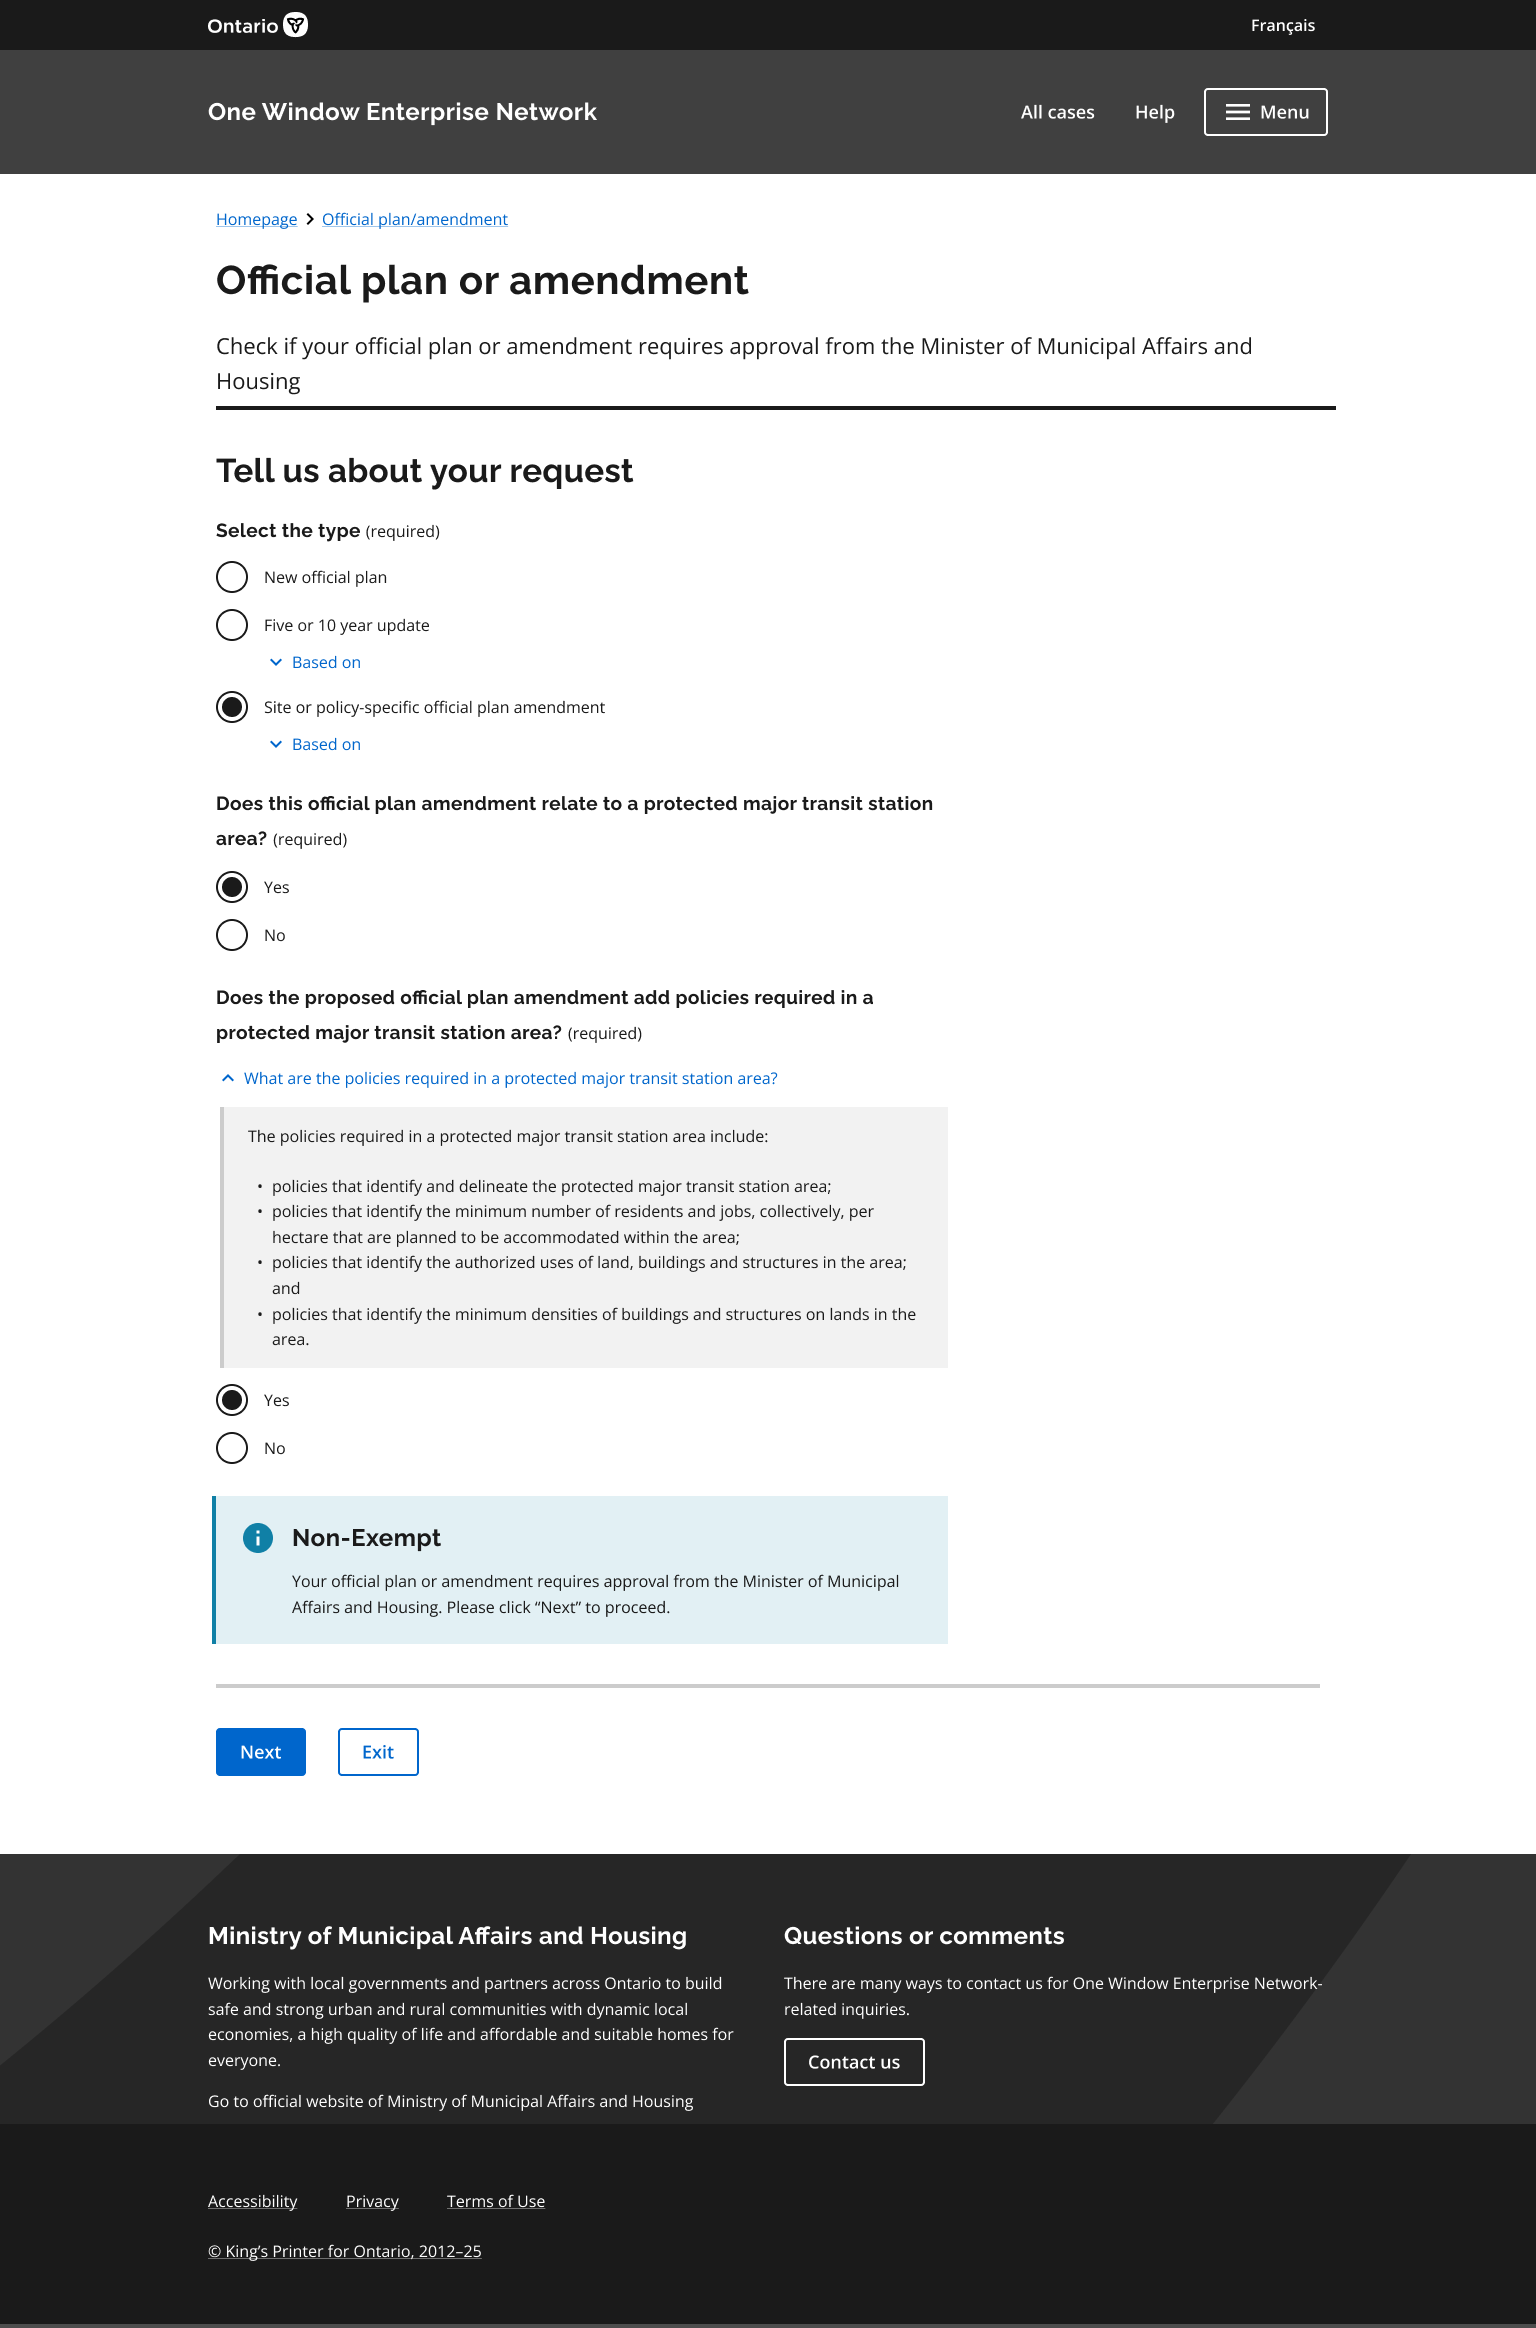 Ontario
Français
One Window Enterprise Network
All cases
Help
Menu
Homepage
Official plan/amendment
Official plan or amendment
Check if your official plan or amendment requires approval from the Minister of Municipal Affairs and
Housing
Tell us about your request
Select the type (required)
New official plan
Five or 10 year update
Based on
Site or policy-specific official plan amendment
Based on
Does this official plan amendment relate to a protected major transit station
area? (required)
Yes
No
Does the proposed official plan amendment add policies required in a
protected major transit station area? (required)
What are the policies required in a protected major transit station area?
The policies required in a protected major transit station area include:
• policies that identify and delineate the protected major transit station area;
• policies that identify the minimum number of residents and jobs, collectively, per
hectare that are planned to be accommodated within the area;
• policies that identify the authorized uses of land, buildings and structures in the area;
and
• policies that identify the minimum densities of buildings and structures on lands in the
area.
Yes
No
Non-Exempt
Your official plan or amendment requires approval from the Minister of Municipal
Affairs and Housing. Please click “Next” to proceed.
Next
Exit
Ministry of Municipal Affairs and Housing
Working with local governments and partners across Ontario to build
safe and strong urban and rural communities with dynamic local
economies, a high quality of life and affordable and suitable homes for
everyone.
Go to official website of Ministry of Municipal Affairs and Housing
Questions or comments
There are many ways to contact us for One Window Enterprise Network-
related inquiries.
Contact us
Accessibility
Privacy
Terms of Use
© King’s Printer for Ontario, 2012–25